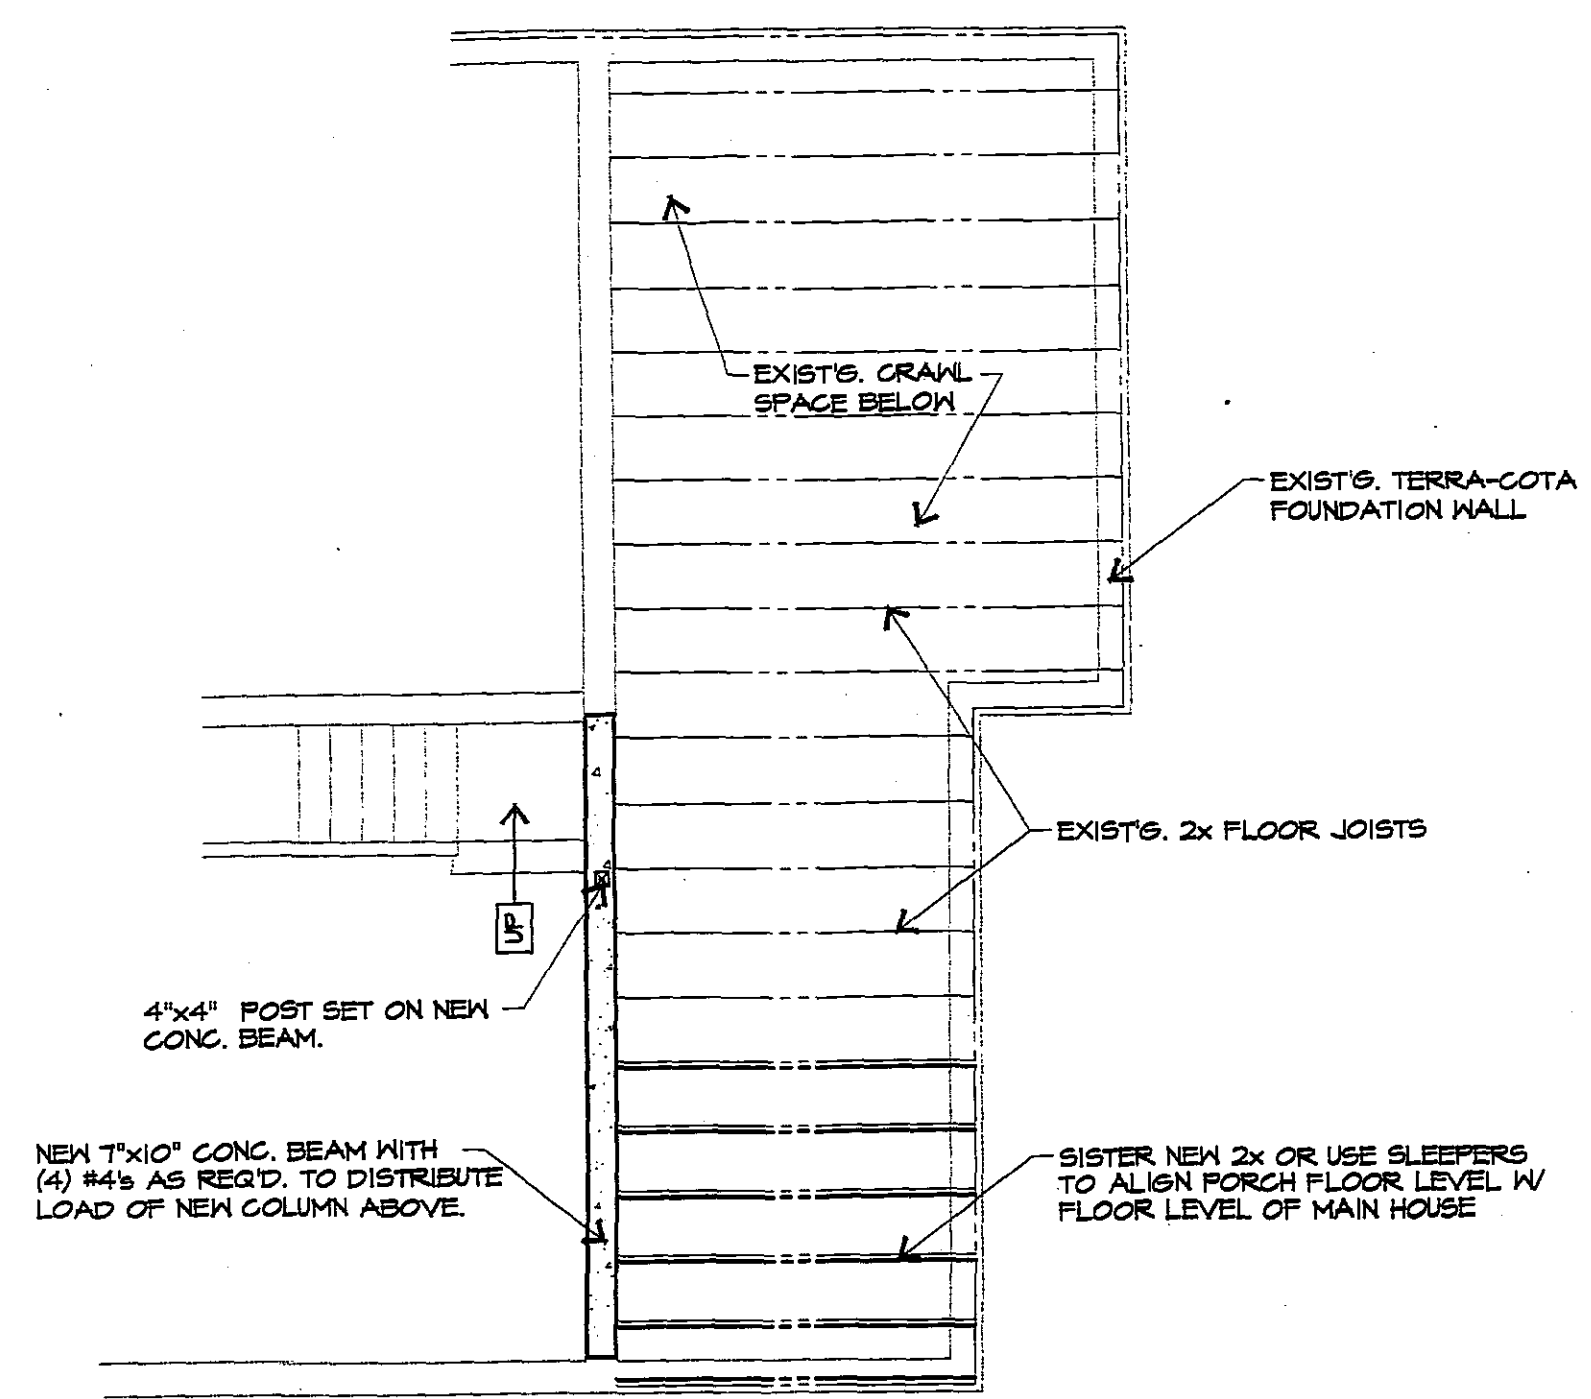 EXIST'G. CRAWL
SPACE BELOW
EXIST'G. TERRA-COTA
FOUNDATION WALL
EXIST'G. 2x FLOOR JOISTS
UP
4"x4" POST SET ON NEW
CONC. BEAM.
NEW 7"x10" CONC. BEAM WITH
(4) #4's AS REQ'D. TO DISTRIBUTE
LOAD OF NEW COLUMN ABOVE.
SISTER NEW 2x OR USE SLEEPERS
TO ALIGN PORCH FLOOR LEVEL W/
FLOOR LEVEL OF MAIN HOUSE